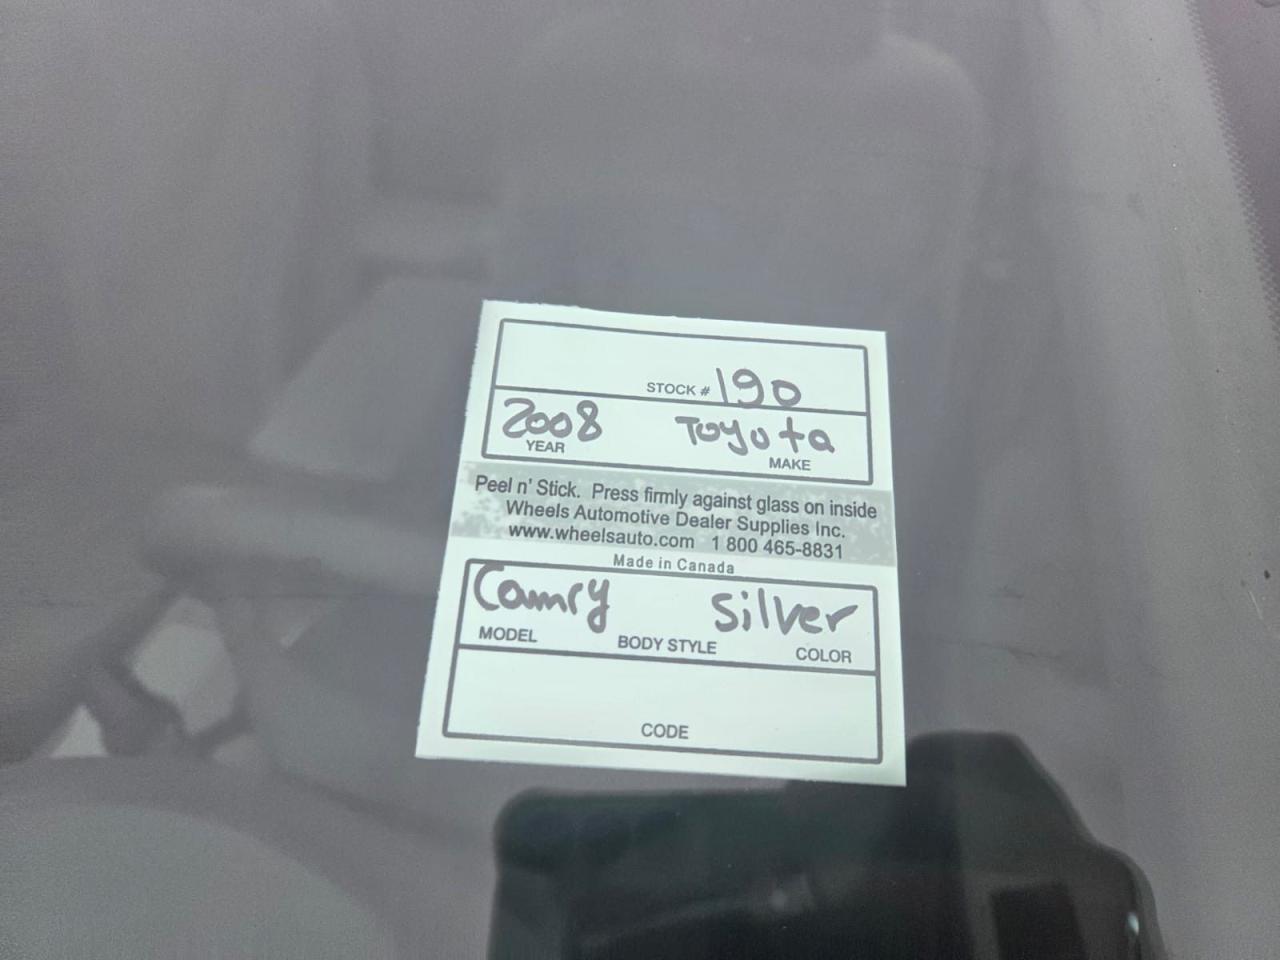 STOCK # 190
2008 Toyota
YEAR MAKE
Peel n' Stick. Press firmly against glass on inside
Wheels Automotive Dealer Supplies Inc.
www.wheelsauto.com 1 800 465-8831
Made in Canada
Camry Silver
MODEL BODY STYLE COLOR
CODE